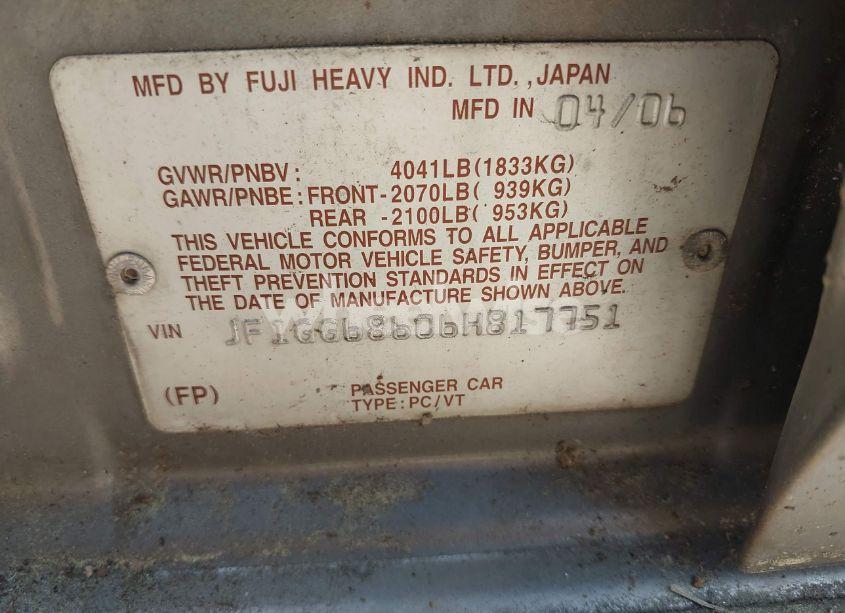 MFD BY FUJI HEAVY IND. LTD., JAPAN
MFD IN 04/06
GVWR/PNBV: 4041LB(1833KG)
GAWR/PNBE: FRONT-2070LB( 939KG)
REAR -2100LB( 953KG)
THIS VEHICLE CONFORMS TO ALL APPLICABLE
FEDERAL MOTOR VEHICLE SAFETY, BUMPER, AND
THEFT PREVENTION STANDARDS IN EFFECT ON
THE DATE OF MANUFACTURE SHOWN ABOVE.
VIN JF1GG68606H817751
(FP) PASSENGER CAR
TYPE: PC/VT